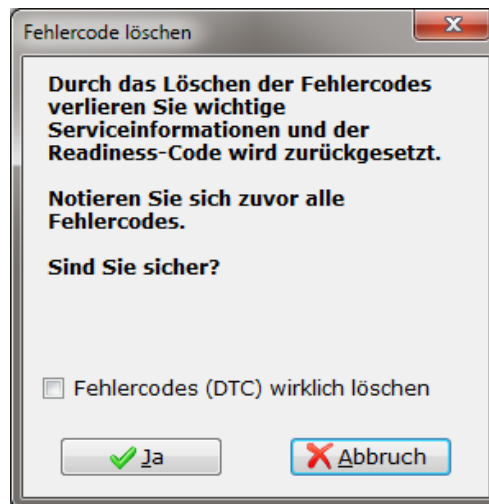 Fehlercode löschen
Durch das Löschen der Fehlercodes
verlieren Sie wichtige
Serviceinformationen und der
Readiness-Code wird zurückgesetzt.
Notieren Sie sich zuvor alle
Fehlercodes.
Sind Sie sicher?
Fehlercodes (DTC) wirklich löschen
Ja
Abbruch